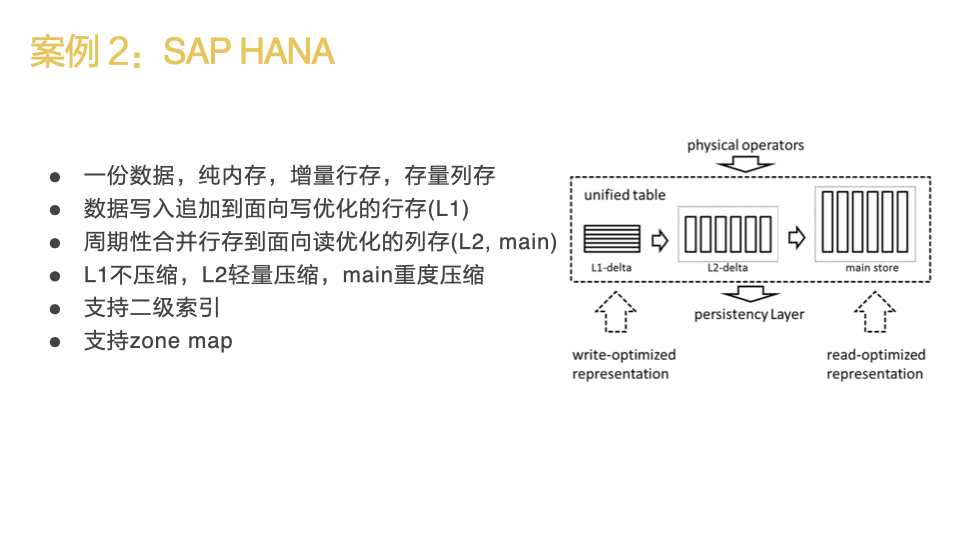 案例 2：SAP HANA
● 一份数据，纯内存，增量行存，存量列存
● 数据写入追加到面向写优化的行存(L1)
● 周期性合并行存到面向读优化的列存(L2, main)
● L1不压缩，L2轻量压缩，main重度压缩
● 支持二级索引
● 支持zone map
physical operators
unified table
L1-delta
L2-delta
main store
persistency Layer
write-optimized
representation
read-optimized
representation